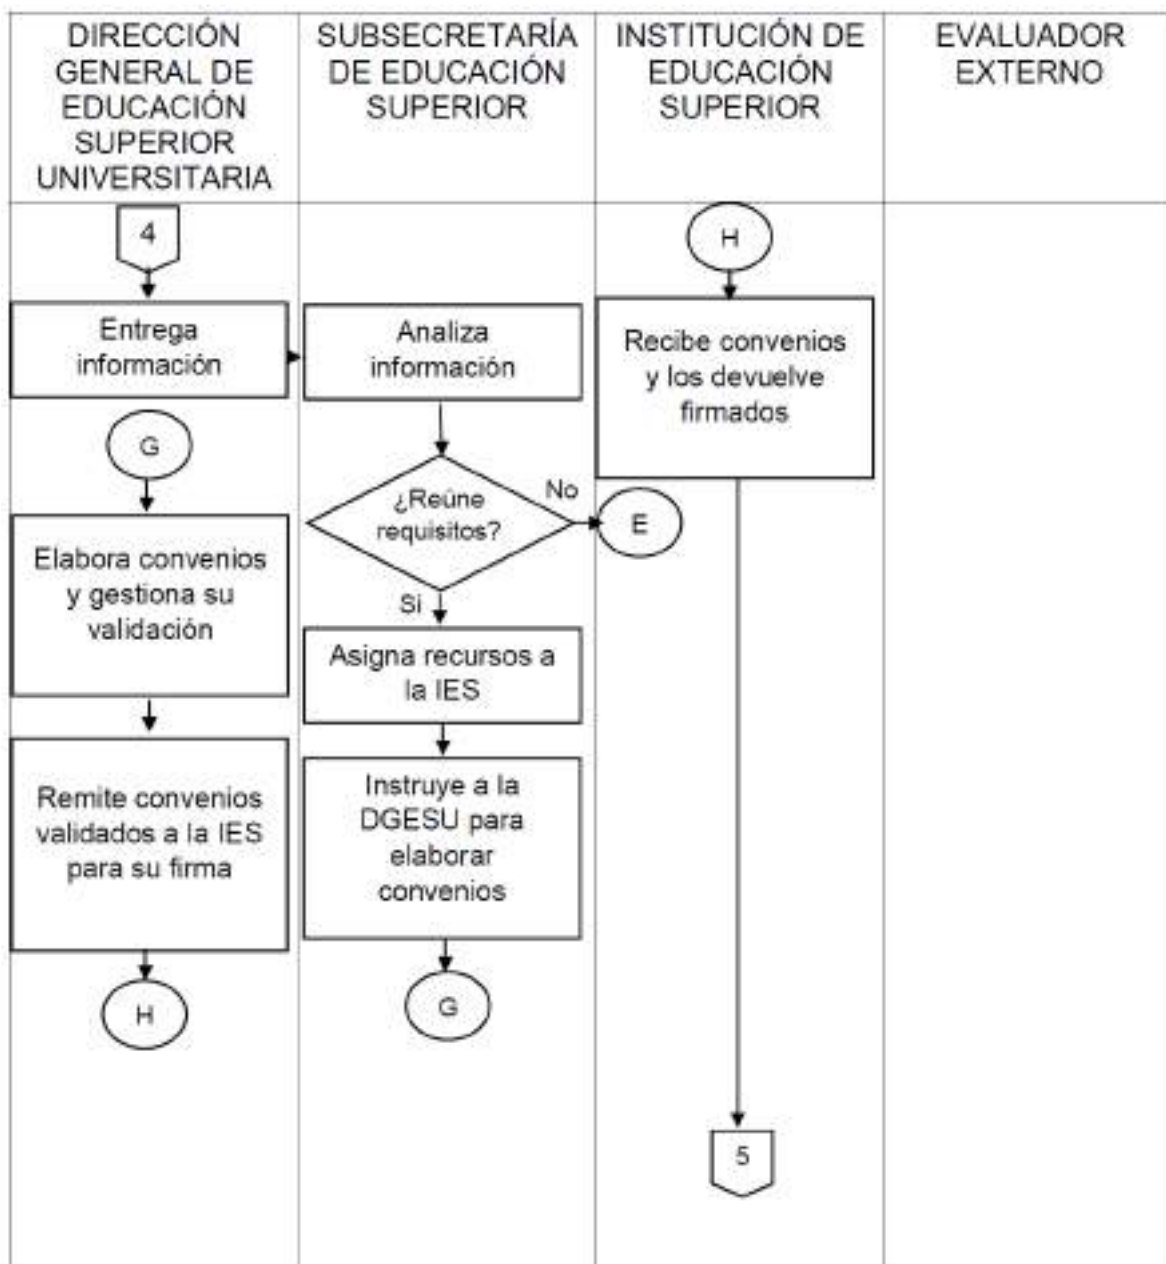 DIRECCIÓN
GENERAL DE
EDUCACIÓN
SUPERIOR
UNIVERSITARIA
SUBSECRETARÍA
DE EDUCACIÓN
SUPERIOR
INSTITUCIÓN DE
EDUCACIÓN
SUPERIOR
EVALUADOR
EXTERNO
4
Entrega
información
G
Elabora convenios
y gestiona su
validación
Remite convenios
validados a la IES
para su firma
H
Analiza
información
¿Reúne
requisitos?
No
E
Si
Asigna recursos a
la IES
Instruye a la
DGESU para
elaborar
convenios
G
H
Recibe convenios
y los devuelve
firmados
5